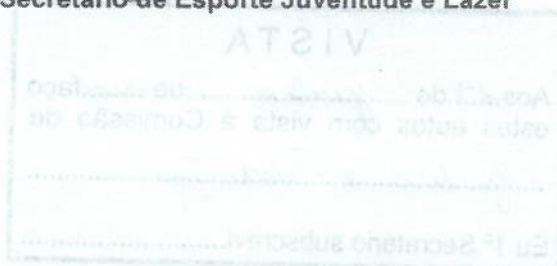 Secretário de Esporte Juventude e Lazer
VISTA
Aos de de faço
estes autos com vista a Comissão de
Eu 1º Secretário subscrevi